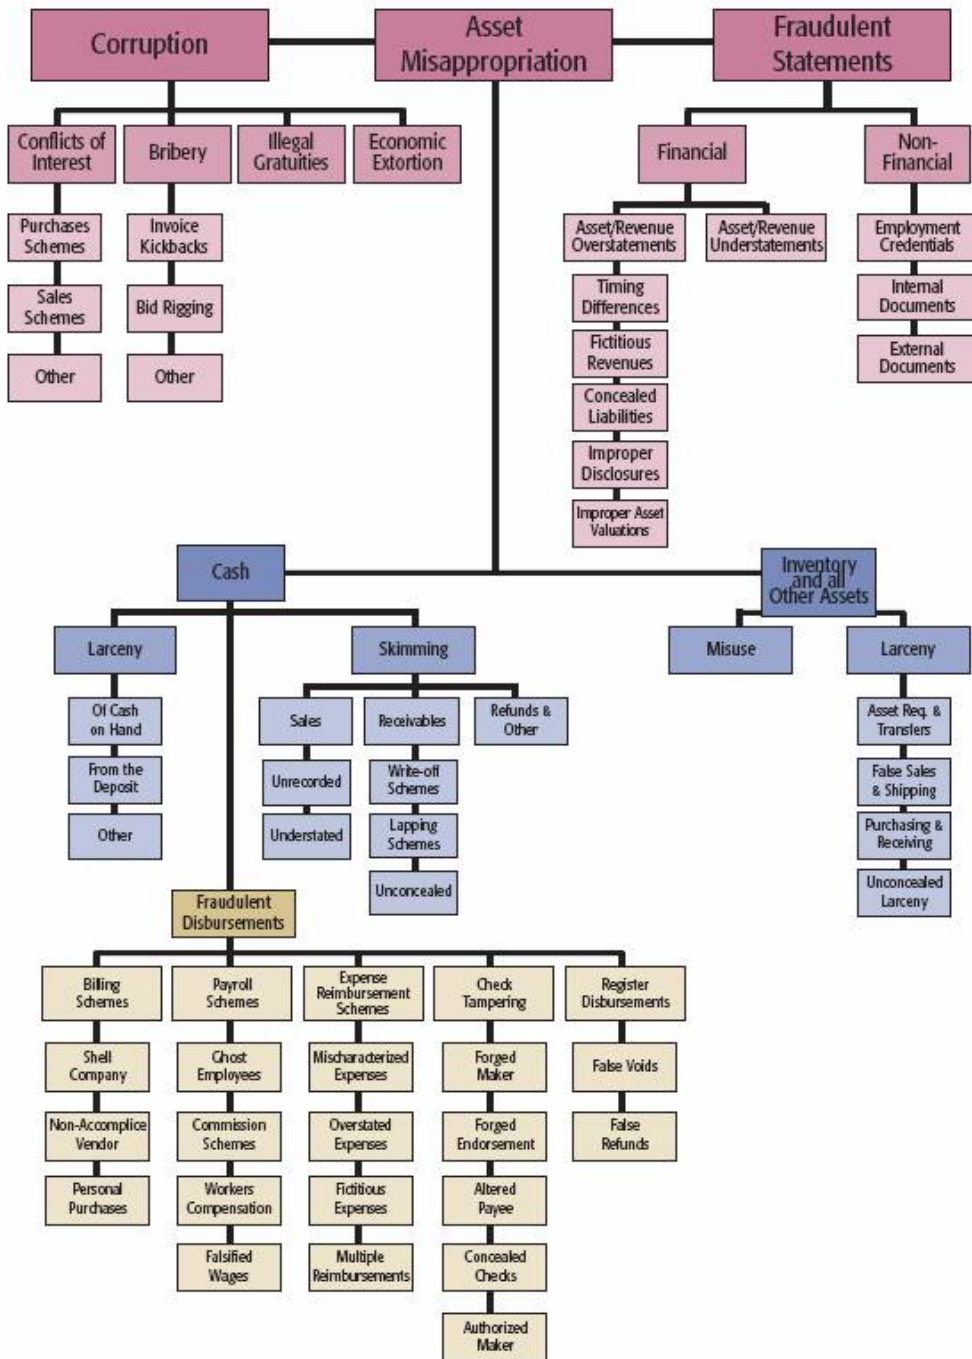 Corruption
Asset
Misappropriation
Fraudulent
Statements
Conflicts of
Interest
Bribery
Illegal
Gratuities
Economic
Extortion
Financial
Non-
Financial
Purchases
Schemes
Invoice
Kickbacks
Asset/Revenue
Overstatements
Asset/Revenue
Understatements
Employment
Credentials
Sales
Schemes
Bid Rigging
Timing
Differences
Internal
Documents
Other
Other
Fictitious
Revenues
External
Documents
Concealed
Liabilities
Improper
Disclosures
Improper Asset
Valuations
Cash
Inventory
and all
Other Assets
Larceny
Skimming
Misuse
Larceny
Of Cash
on Hand
Sales
Receivables
Refunds &
Other
Asset Req. &
Transfers
From the
Deposit
Unrecorded
Write-off
Schemes
False Sales
& Shipping
Other
Understated
Lapping
Schemes
Purchasing &
Receiving
Unconcealed
Unconcealed
Larceny
Fraudulent
Disbursements
Billing
Schemes
Payroll
Schemes
Expense
Reimbursement
Schemes
Check
Tampering
Register
Disbursements
Shell
Company
Ghost
Employees
Mischaracterized
Expenses
Forged
Maker
False Voids
Non-Accomplice
Vendor
Commission
Schemes
Overstated
Expenses
Forged
Endorsement
False
Refunds
Personal
Purchases
Workers
Compensation
Fictitious
Expenses
Altered
Payee
Falsified
Wages
Multiple
Reimbursements
Concealed
Checks
Authorized
Maker